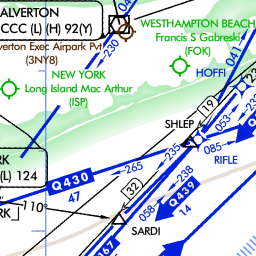 ALVERTON
CCC (L) (H) 92(Y)
verton Exec Airpark Pvt
(3NY8)
230
WESTHAMPTON BEACH
Francis S Gabreski
(FOK)
041
HOFFI
NEW YORK
Long Island Mac Arthur
(ISP)
19
SHLEP
053
235
085
RIFLE
RK
(L) 124
265
Q430
47
32
238
Q439
14
058
110°
RK
SARDI